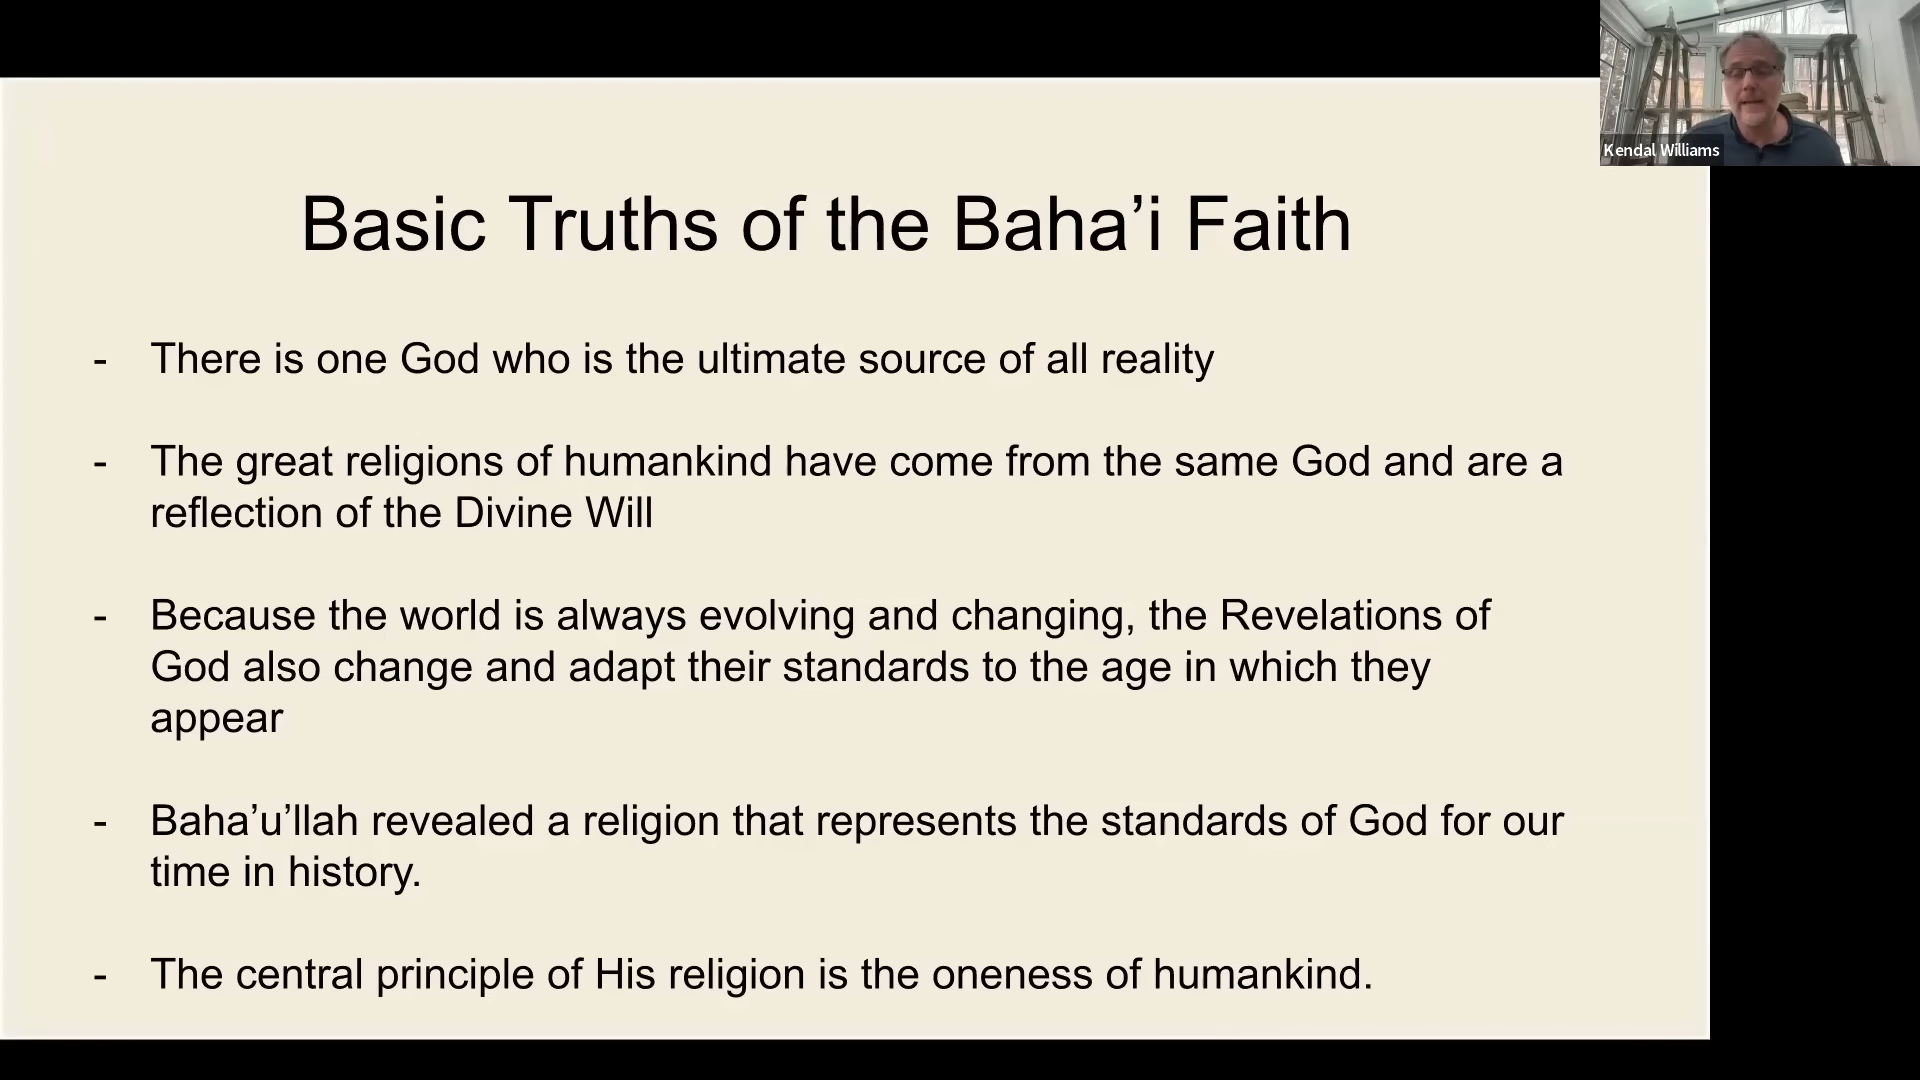 Kendal Williams
Basic Truths of the Baha’i Faith
- There is one God who is the ultimate source of all reality
- The great religions of humankind have come from the same God and are a
reflection of the Divine Will
- Because the world is always evolving and changing, the Revelations of
God also change and adapt their standards to the age in which they
appear
- Baha’u’llah revealed a religion that represents the standards of God for our
time in history.
- The central principle of His religion is the oneness of humankind.